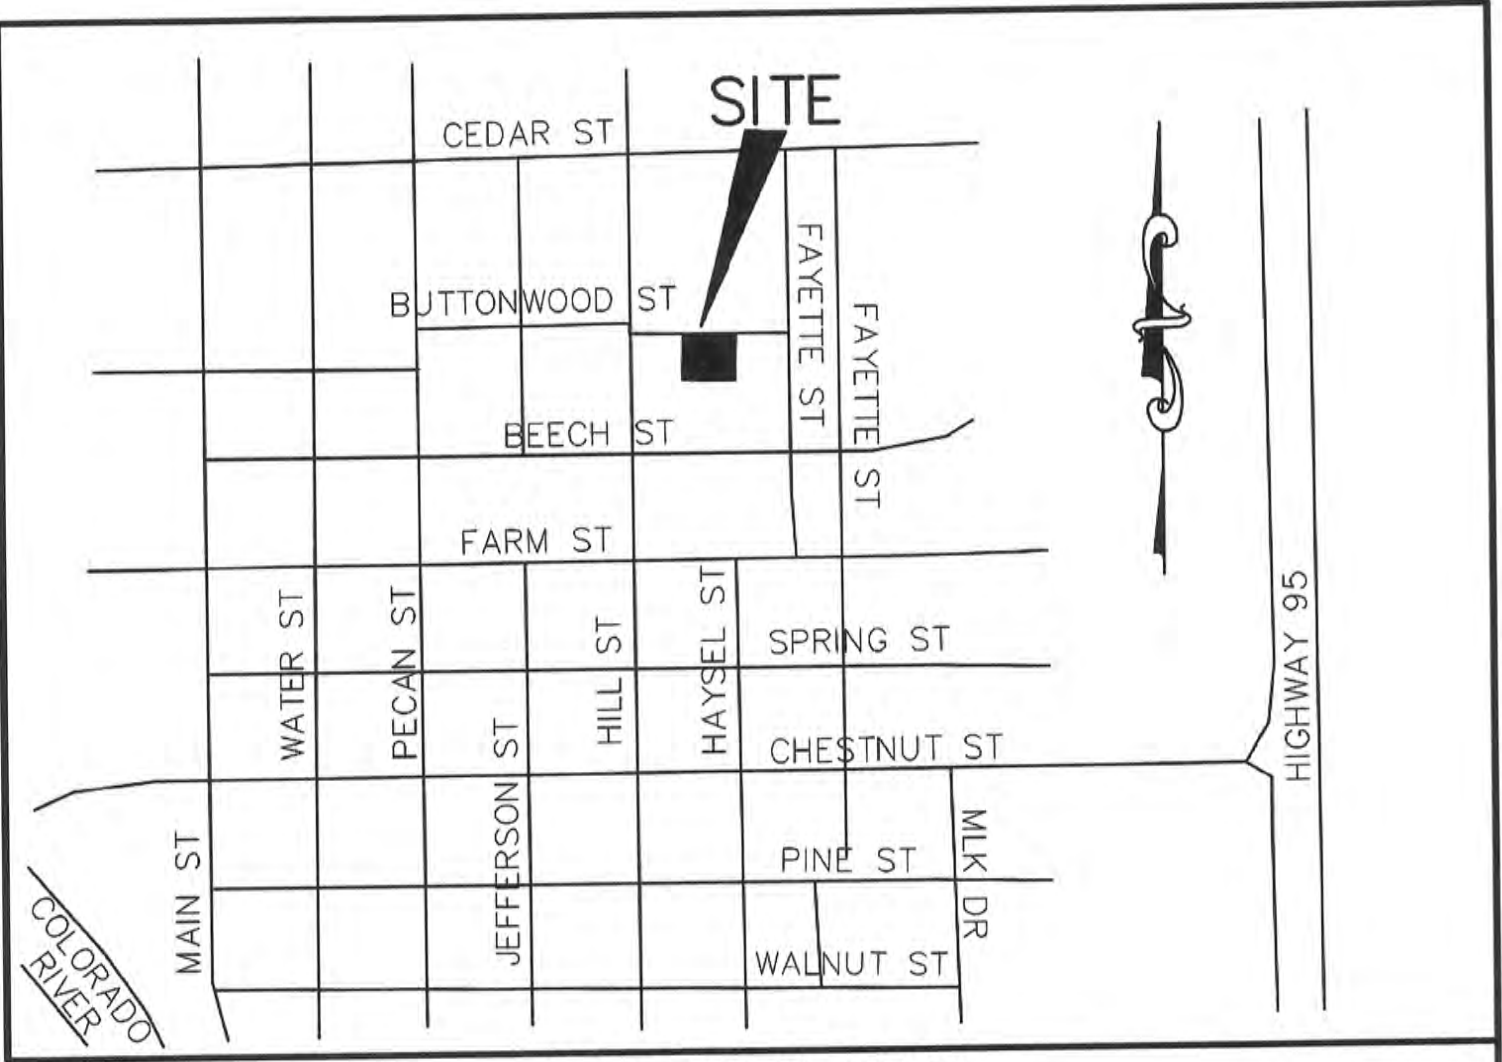 SITE
CEDAR ST
BUTTONWOOD ST
FAYETTE ST
FAYETTE ST
BEECH ST
FARM ST
WATER ST
PECAN ST
HILL ST
HAYSEL ST
SPRING ST
HIGHWAY 95
JEFFERSON ST
CHESTNUT ST
MAIN ST
PINE ST
MLK DR
WALNUT ST
COLORADO
RIVER